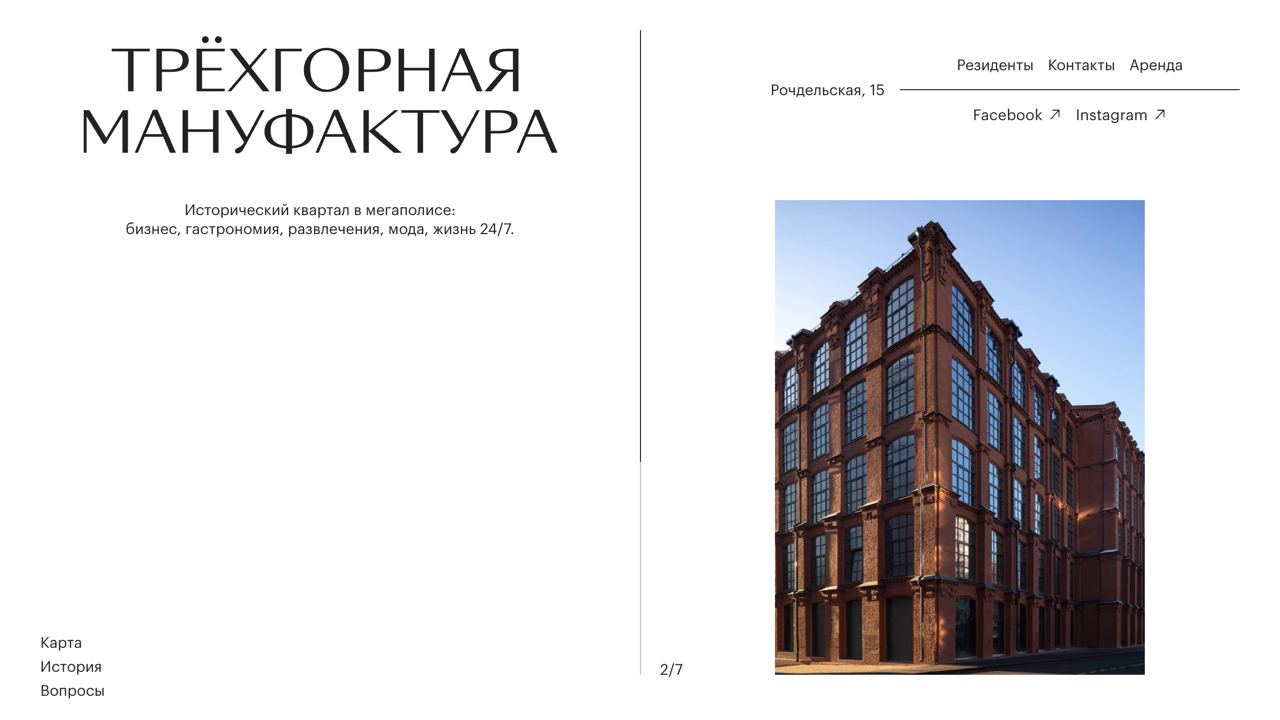 ТРЁХГОРНАЯ
МАНУФАКТУРА
Исторический квартал в мегаполисе:
бизнес, гастрономия, развлечения, мода, жизнь 24/7.
Карта
История
Вопросы
Резиденты Контакты Аренда
Рочдельская, 15
Facebook ↗ Instagram ↗
2/7